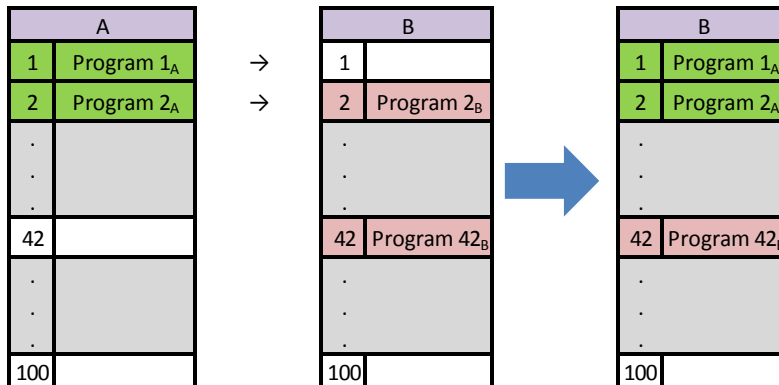 A B B
1 Program 1A → 1 1 Program 1A
2 Program 2A → 2 Program 2B 2 Program 2A
. . .
. . .
. . .
42 42 Program 42B 42 Program 42B
. . .
. . .
. . .
100 100 100